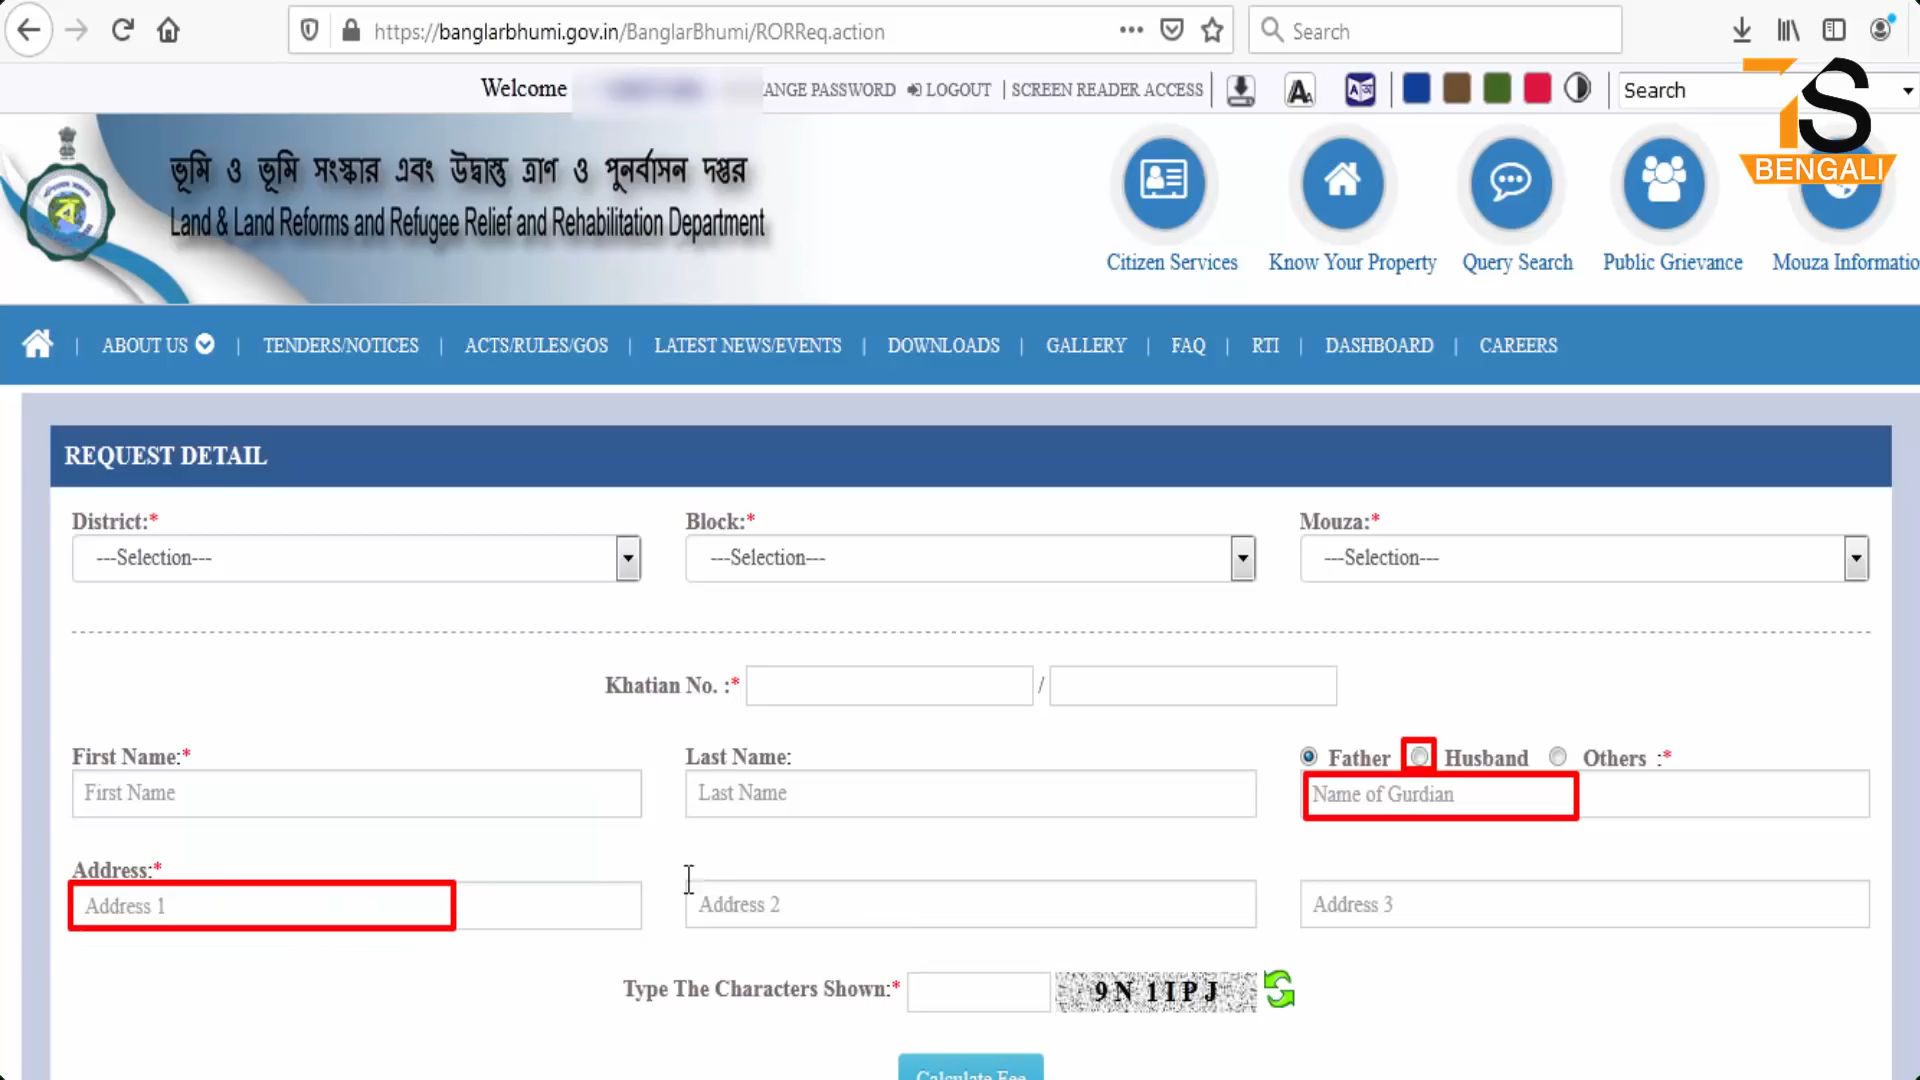 https://banglarbhumi.gov.in/BanglarBhumi/RORReq.action
Search
Welcome
ANGE PASSWORD
LOGOUT
| SCREEN READER ACCESS
A
Search
TS
BENGALI
ভূমি ও ভূমি সংস্কার এবং উদ্বাস্তু ত্রাণ ও পুনর্বাসন দপ্তর
Land & Land Reforms and Refugee Relief and Rehabilitation Department
Citizen Services
Know Your Property
Query Search
Public Grievance
Mouza Informatio
ABOUT US | TENDERS/NOTICES | ACTS/RULES/GOS | LATEST NEWS/EVENTS | DOWNLOADS | GALLERY | FAQ | RTI | DASHBOARD | CAREERS
REQUEST DETAIL
District:* Block:* Mouza:*
---Selection--- ---Selection--- ---Selection---
Khatian No. :* /
First Name:* Last Name: Father Husband Others :*
First Name Last Name Name of Gurdian
Address:*
Address 1 Address 2 Address 3
Type The Characters Shown:* 9N1IPJ
Calculate Fee